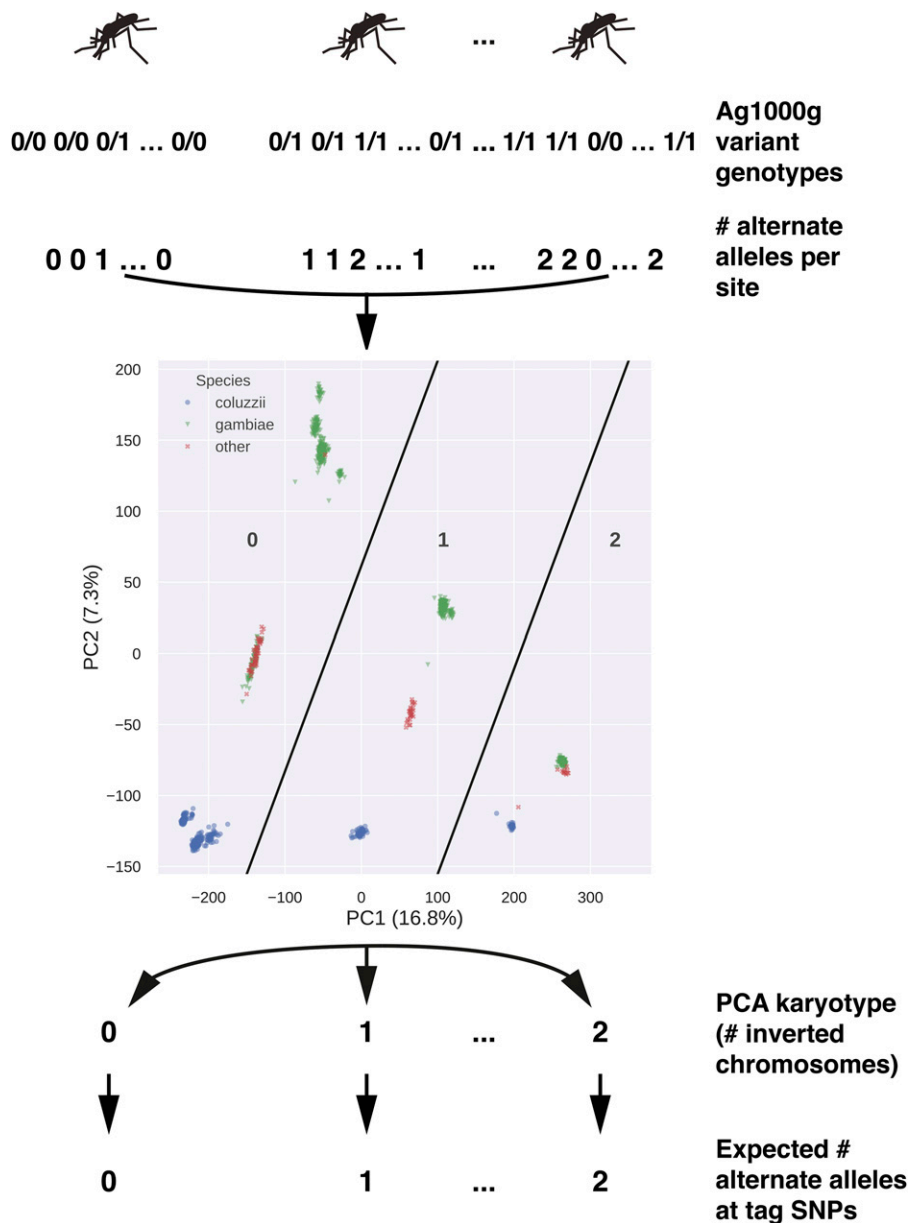 ...
Ag1000g
variant
genotypes
0/0 0/0 0/1 ... 0/0
0/1 0/1 1/1 ... 0/1 ... 1/1 1/1 0/0 ... 1/1
# alternate
alleles per
site
0 0 1 ... 0
1 1 2 ... 1
...
2 2 0 ... 2
Species
coluzzii
gambiae
other
0
1
2
PC2 (7.3%)
200
150
100
50
0
−50
−100
−150
−200
−100
0
100
200
300
PC1 (16.8%)
PCA karyotype
(# inverted
chromosomes)
0 1 ... 2
Expected #
alternate alleles
at tag SNPs
0 1 ... 2